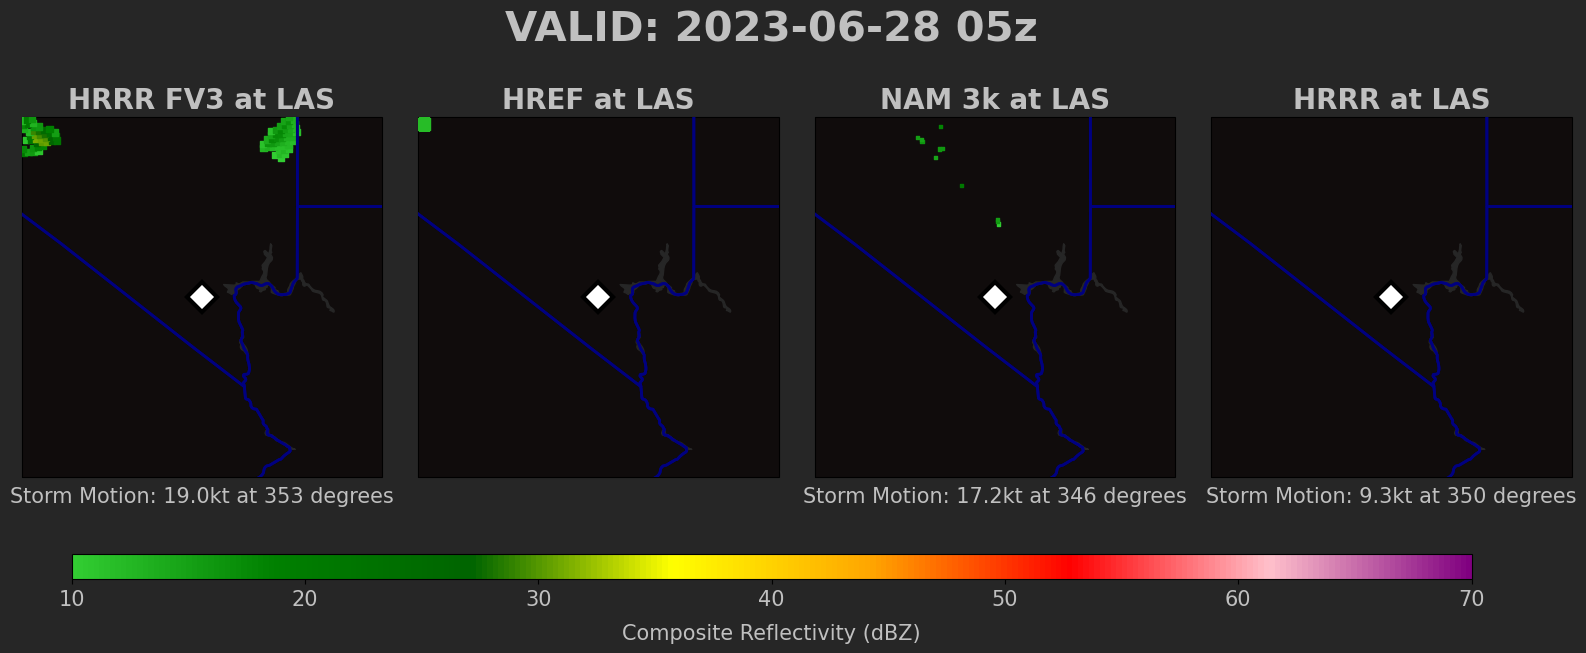 VALID: 2023-06-28 05z
HRRR FV3 at LAS
HREF at LAS
NAM 3k at LAS
HRRR at LAS
Storm Motion: 19.0kt at 353 degrees
Storm Motion: 17.2kt at 346 degrees
Storm Motion: 9.3kt at 350 degrees
10 20 30 40 50 60 70
Composite Reflectivity (dBZ)